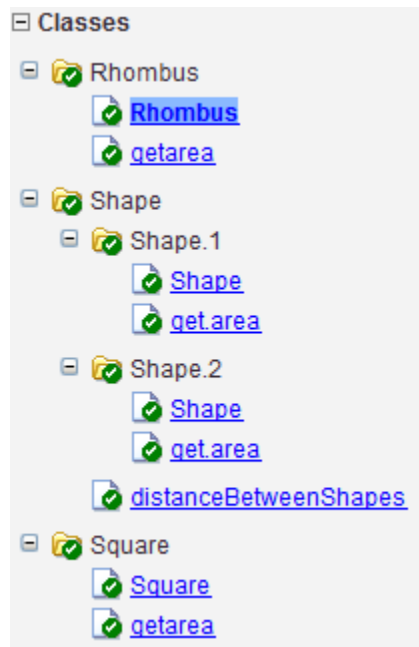 Classes
Rhombus
Rhombus
getarea
Shape
Shape.1
Shape
get.area
Shape.2
Shape
get.area
distanceBetweenShapes
Square
Square
getarea